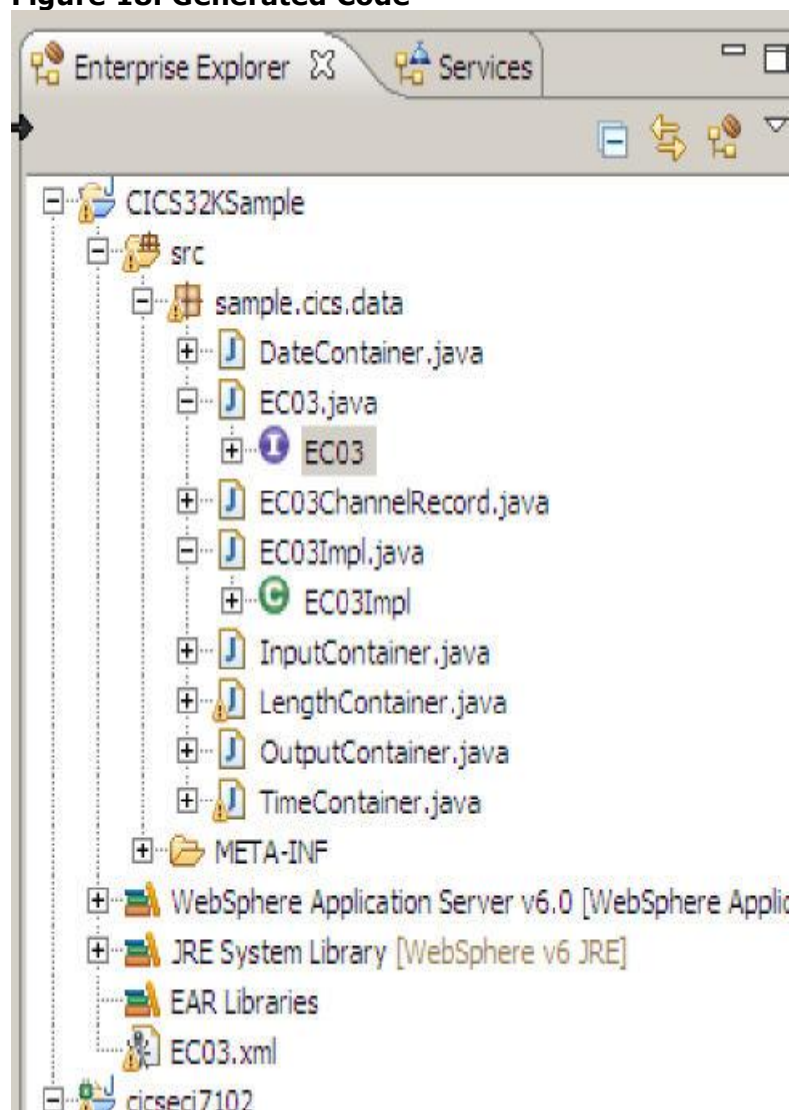 Figure 18. Generated Code
Enterprise Explorer
Services
CICS32KSample
src
sample.cics.data
DateContainer.java
EC03.java
EC03
EC03ChannelRecord.java
EC03Impl.java
EC03Impl
InputContainer.java
LengthContainer.java
OutputContainer.java
TimeContainer.java
META-INF
WebSphere Application Server v6.0 [WebSphere Applic
JRE System Library [WebSphere v6 JRE]
EAR Libraries
EC03.xml
cicseci7102